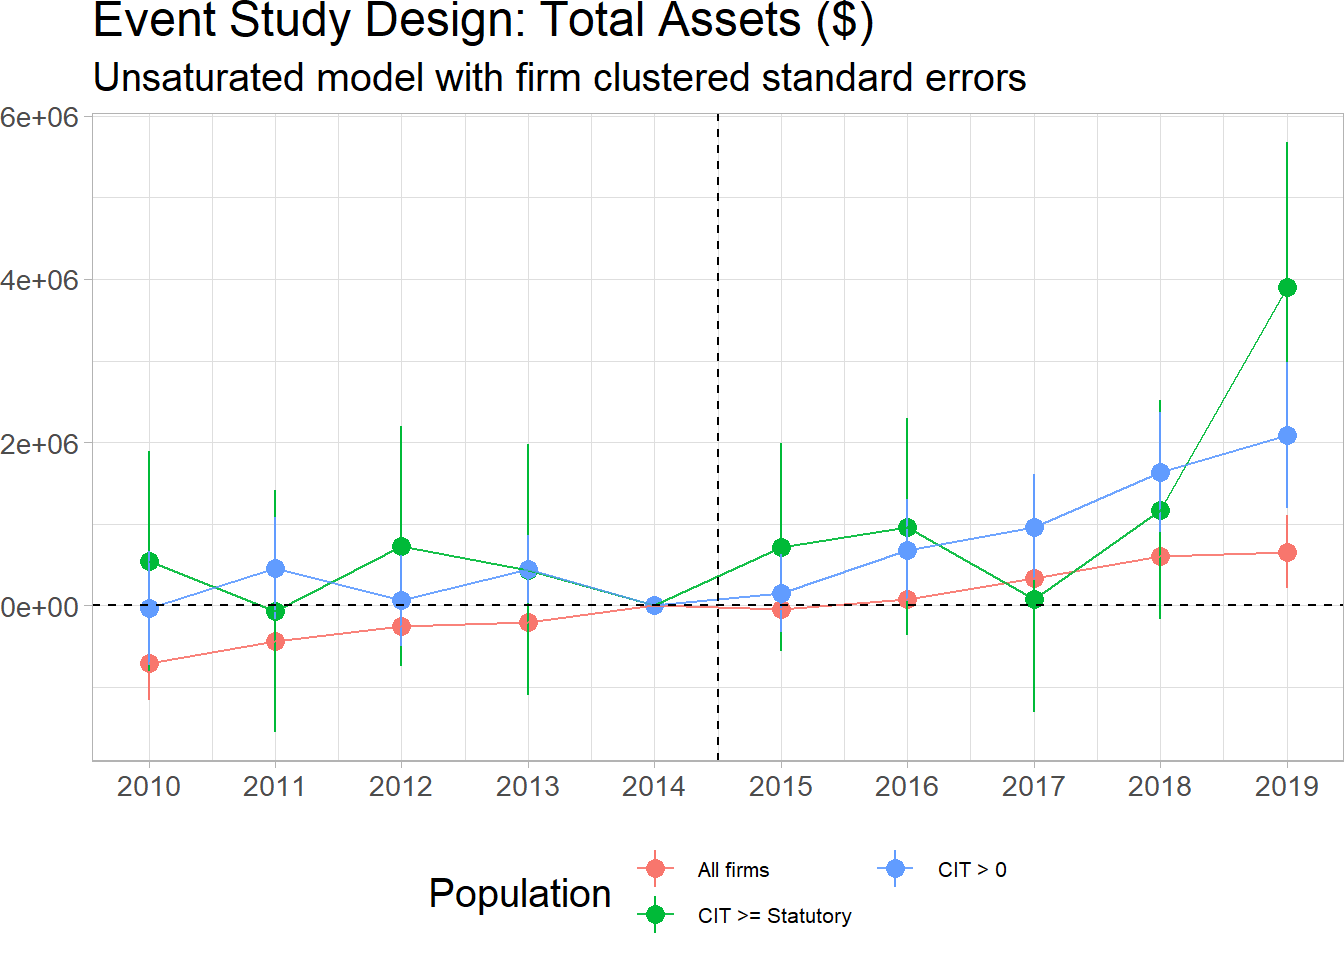 Event Study Design: Total Assets ($)
Unsaturated model with firm clustered standard errors
6e+06
4e+06
2e+06
0e+00
2010 2011 2012 2013 2014 2015 2016 2017 2018 2019
Population
All firms
CIT >= Statutory
CIT > 0